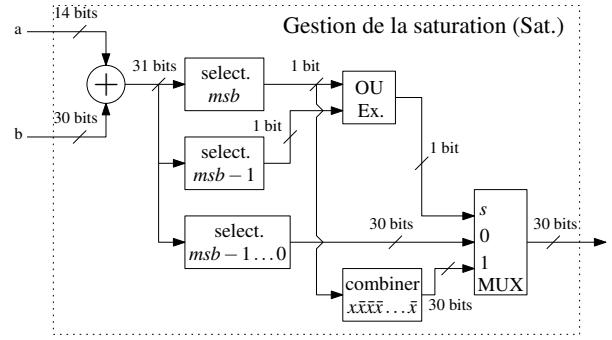 Gestion de la saturation (Sat.)
a
14 bits
b
30 bits
+
31 bits
select.
msb
1 bit
OU
Ex.
select.
msb − 1
1 bit
1 bit
select.
msb − 1 … 0
30 bits
combiner
xx̄x̄x̄…x̄
30 bits
s
0
1
MUX
30 bits